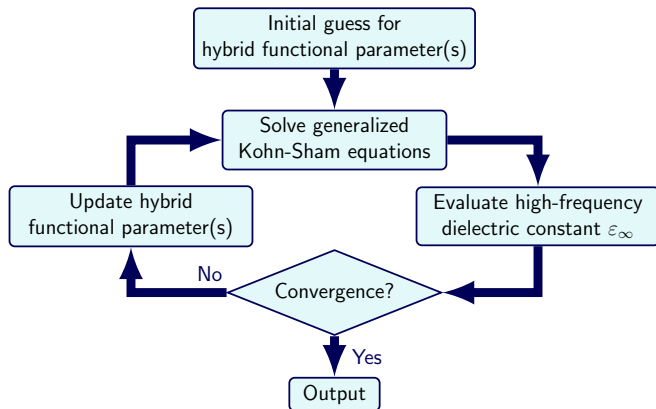 Initial guess for
hybrid functional parameter(s)
Solve generalized
Kohn-Sham equations
Update hybrid
functional parameter(s)
Evaluate high-frequency
dielectric constant ε∞
No
Convergence?
Yes
Output